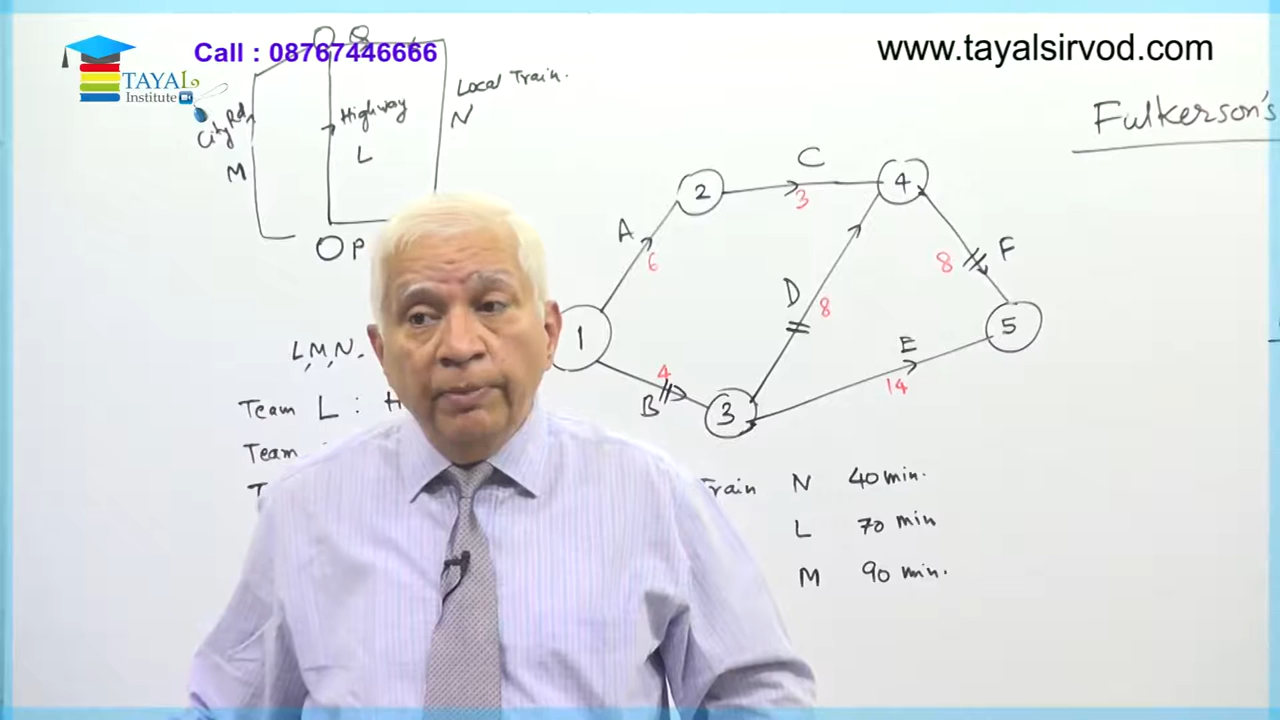 Call : 08767446666
www.tayalsirvod.com
TAYAL
Institute
City Rd
M
Highway
L
Local Train.
N
P
Fulkerson's
L, M, N.
Team L : H
Team
1
2
3
4
5
A
6
B
4
C
3
D
8
E
14
F
8
Train N 40 min.
L 70 min
M 90 min.